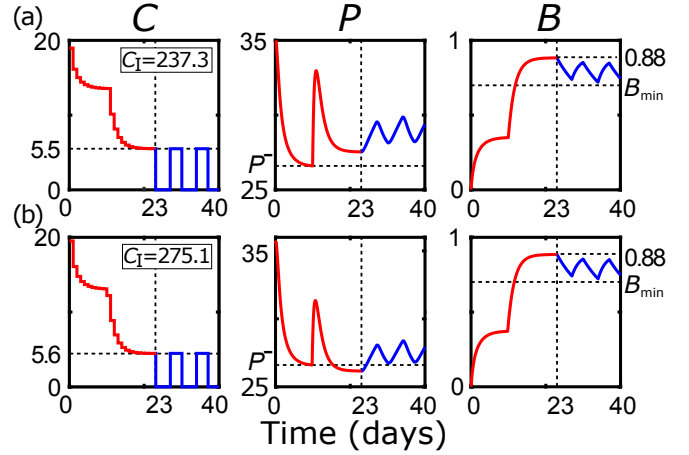 (a) C P B
20 35 1
C_I=237.3
0.88
B_min
5.5
P^-
0 25 0
0 23 40 0 23 40 0 23 40
(b)
20 35 1
C_I=275.1
0.88
B_min
5.6
P^-
0 25 0
0 23 40 0 23 40 0 23 40
Time (days)